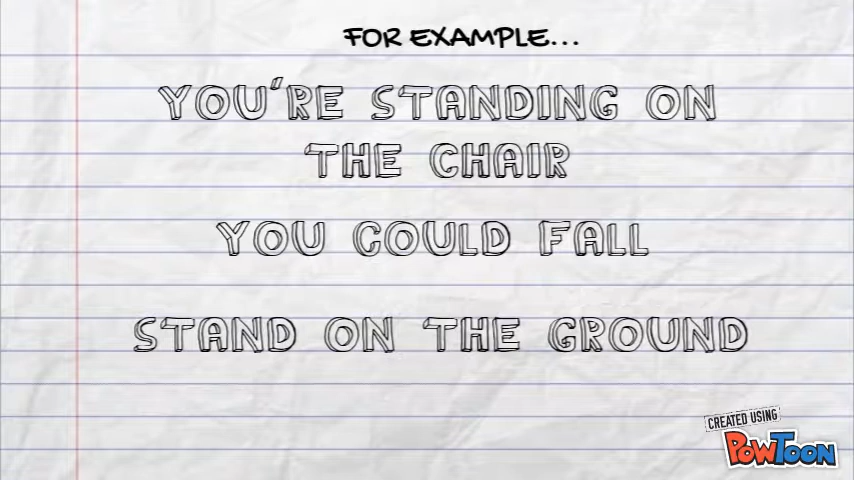 FOR EXAMPLE...
YOU'RE STANDING ON
THE CHAIR
YOU COULD FALL
STAND ON THE GROUND
CREATED USING
POWTOON